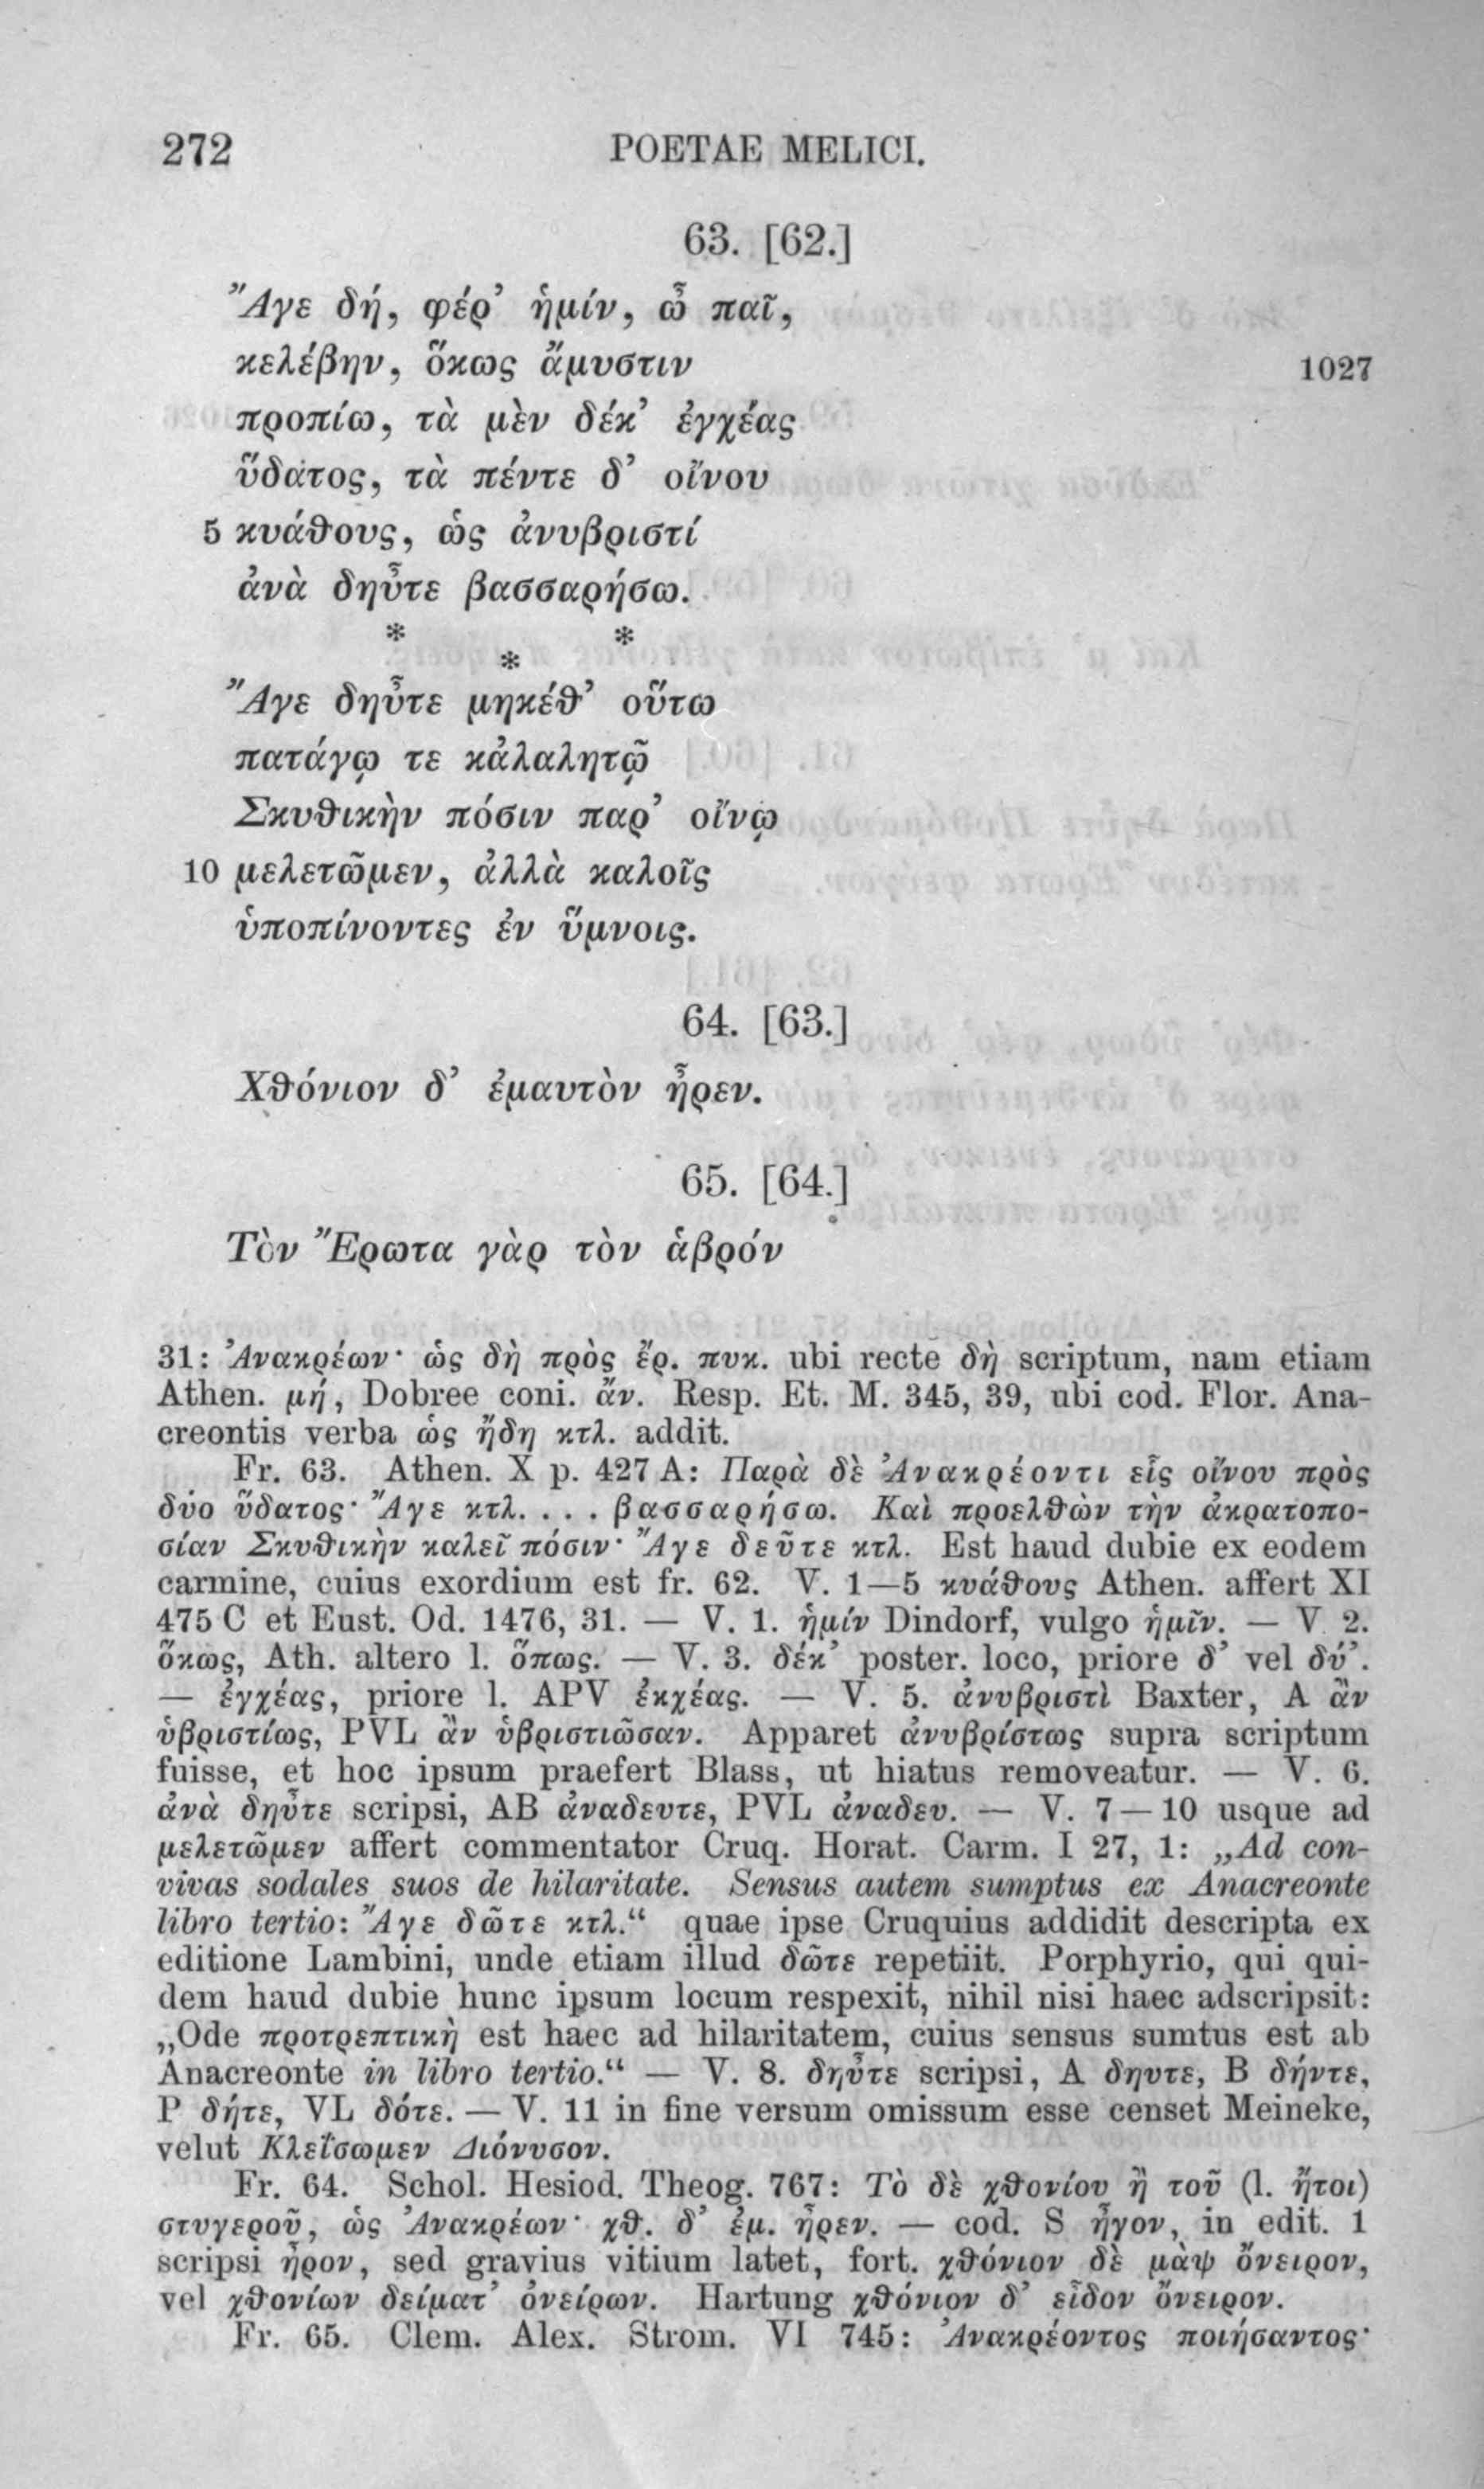 272 POETAE MELICI.
63. [62.]
Ἄγε δή, φέρ’ ἡμίν, ὦ παῖ,
κελέβην, ὅκως ἄμυστιν 1027
προπίω, τὰ μὲν δέκ’ ἐγχέας
ὕδατος, τὰ πέντε δ’ οἴνου
5 κυάθους, ὡς ἀνυβριστί
ἀνὰ δηὖτε βασσαρήσω.
* * *
Ἄγε δηὖτε μηκέθ’ οὕτω
πατάγῳ τε κἀλαλητῷ
Σκυθικὴν πόσιν παρ’ οἴνῳ
10 μελετῶμεν, ἀλλὰ καλοῖς
ὑποπίνοντες ἐν ὕμνοις.
64. [63.]
Χθόνιον δ’ ἐμαυτὸν ἦρεν.
65. [64.]
Τὸν Ἔρωτα γὰρ τὸν ἁβρόν
31: Ἀνακρέων· ὡς δὴ πρὸς ἔρ. πυκ. ubi recte δὴ scriptum, nam etiam
Athen. μή, Dobree coni. ἄν. Resp. Et. M. 345, 39, ubi cod. Flor. Ana-
creontis verba ὡς ἤδη κτλ. addit.
Fr. 63. Athen. X p. 427 A: Παρὰ δὲ Ἀνακρέοντι εἷς οἴνου πρὸς
δύο ὕδατος· Ἄγε κτλ. . . . βασσαρήσω. Καὶ προελθὼν τὴν ἀκρατοπο-
σίαν Σκυθικὴν καλεῖ πόσιν· Ἄγε δεῦτε κτλ. Est haud dubie ex eodem
carmine, cuius exordium est fr. 62. V. 1—5 κυάθους Athen. affert XI
475 C et Eust. Od. 1476, 31. — V. 1. ἡμίν Dindorf, vulgo ἡμῖν. — V 2.
ὅκως, Ath. altero l. ὅπως. — V. 3. δέκ’ poster. loco, priore δ’ vel δύ’.
— ἐγχέας, priore l. APV ἐκχέας. — V. 5. ἀνυβριστὶ Baxter, A ἂν
ὑβριστίως, PVL ἂν ὑβριστιῶσαν. Apparet ἀνυβρίστως supra scriptum
fuisse, et hoc ipsum praefert Blass, ut hiatus removeatur. — V. 6.
ἀνὰ δηὖτε scripsi, AB ἀναδευτε, PVL ἀναδευ. — V. 7—10 usque ad
μελετῶμεν affert commentator Cruq. Horat. Carm. I 27, 1: „Ad con-
vivas sodales suos de hilaritate. Sensus autem sumptus ex Anacreonte
libro tertio: Ἄγε δῶτε κτλ.“ quae ipse Cruquius addidit descripta ex
editione Lambini, unde etiam illud δῶτε repetiit. Porphyrio, qui qui-
dem haud dubie hunc ipsum locum respexit, nihil nisi haec adscripsit:
„Ode προτρεπτικὴ est haec ad hilaritatem, cuius sensus sumtus est ab
Anacreonte in libro tertio.“ — V. 8. δηὖτε scripsi, A δηυτε, B δήντε,
P δήτε, VL δότε. — V. 11 in fine versum omissum esse censet Meineke,
velut Κλεΐσωμεν Διόνυσον.
Fr. 64. Schol. Hesiod. Theog. 767: Τὸ δὲ χθονίου ἢ τοῦ (l. ἤτοι)
στυγεροῦ, ὡς Ἀνακρέων· χθ. δ’ ἐμ. ἦρεν. — cod. S ἦγον, in edit. 1
scripsi ἦρον, sed gravius vitium latet, fort. χθόνιον δὲ μὰψ ὄνειρον,
vel χθονίων δείματ’ ὀνείρων. Hartung χθόνιον δ’ εἶδον ὄνειρον.
Fr. 65. Clem. Alex. Strom. VI 745: Ἀνακρέοντος ποιήσαντος·